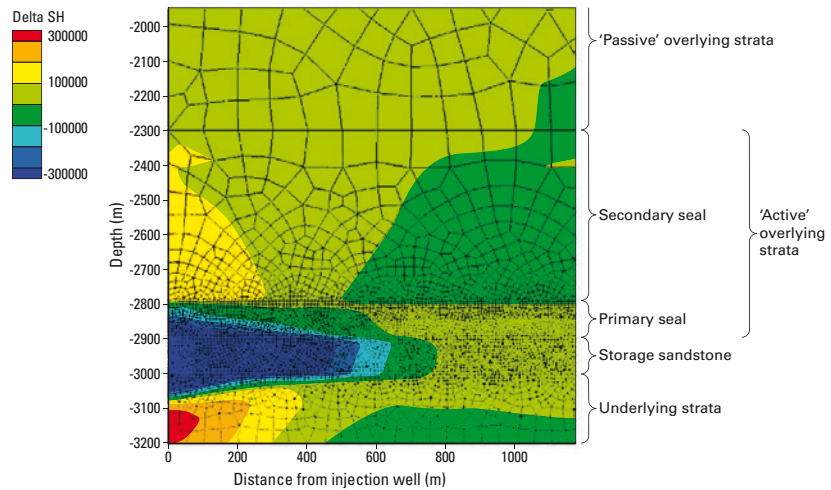 Delta SH
300000
100000
-100000
-300000
Depth (m)
-2000
-2100
-2200
-2300
-2400
-2500
-2600
-2700
-2800
-2900
-3000
-3100
-3200
0
200
400
600
800
1000
Distance from injection well (m)
‘Passive’ overlying strata
Secondary seal
‘Active’
overlying
strata
Primary seal
Storage sandstone
Underlying strata